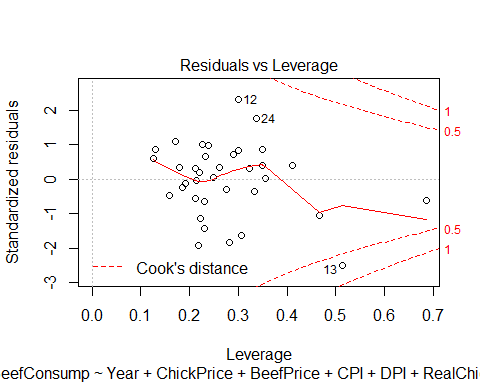 Residuals vs Leverage
Standardized residuals
2
1
0
-1
-2
-3
12
24
13
1
0.5
0.5
1
Cook's distance
0.0 0.1 0.2 0.3 0.4 0.5 0.6 0.7
Leverage
BeefConsump ~ Year + ChickPrice + BeefPrice + CPI + DPI + RealChi